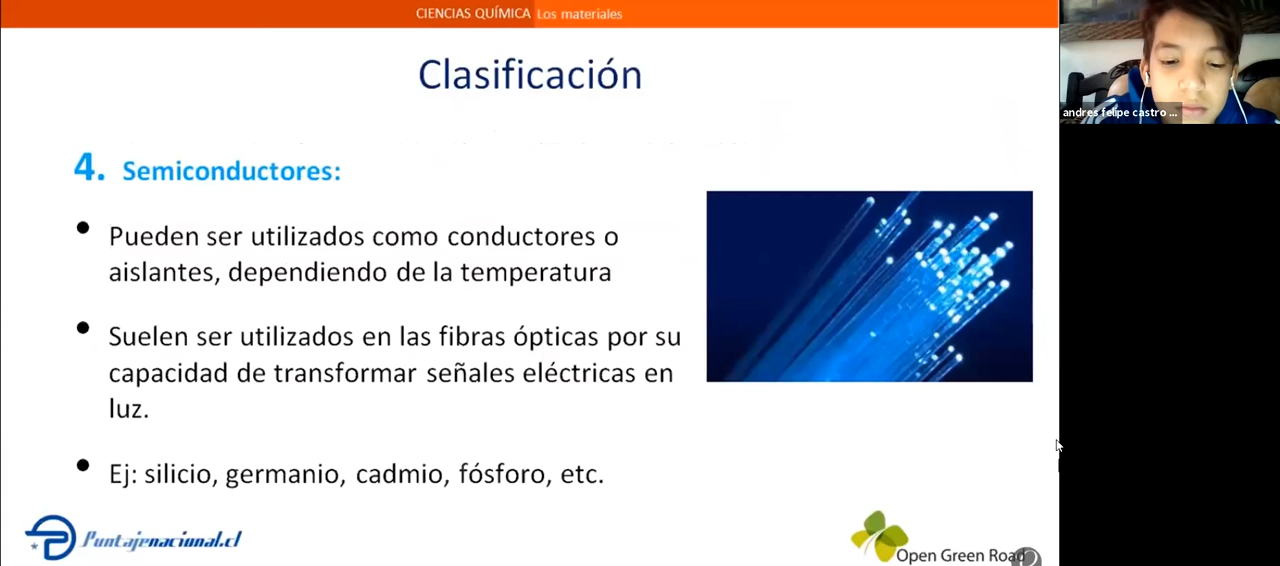 CIENCIAS QUÍMICA Los materiales
Clasificación
andres felipe castro ...
4. Semiconductores:
• Pueden ser utilizados como conductores o
aislantes, dependiendo de la temperatura
• Suelen ser utilizados en las fibras ópticas por su
capacidad de transformar señales eléctricas en
luz.
• Ej: silicio, germanio, cadmio, fósforo, etc.
Puntajenacional.cl
Open Green Road